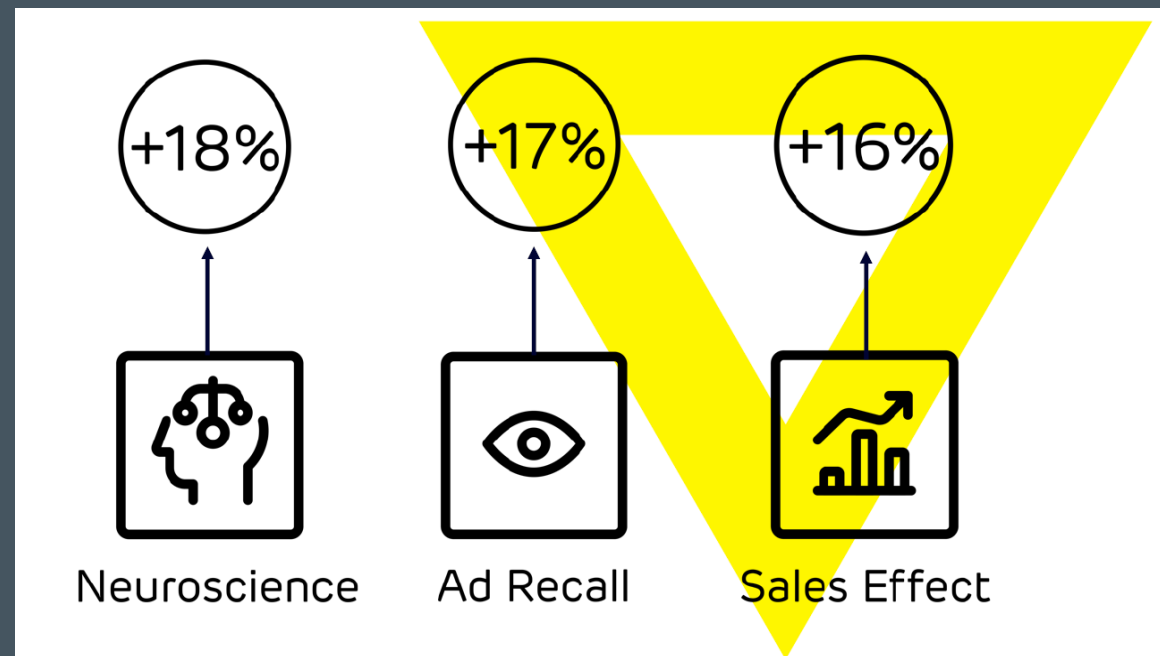 +18%
+17%
+16%
Neuroscience
Ad Recall
Sales Effect